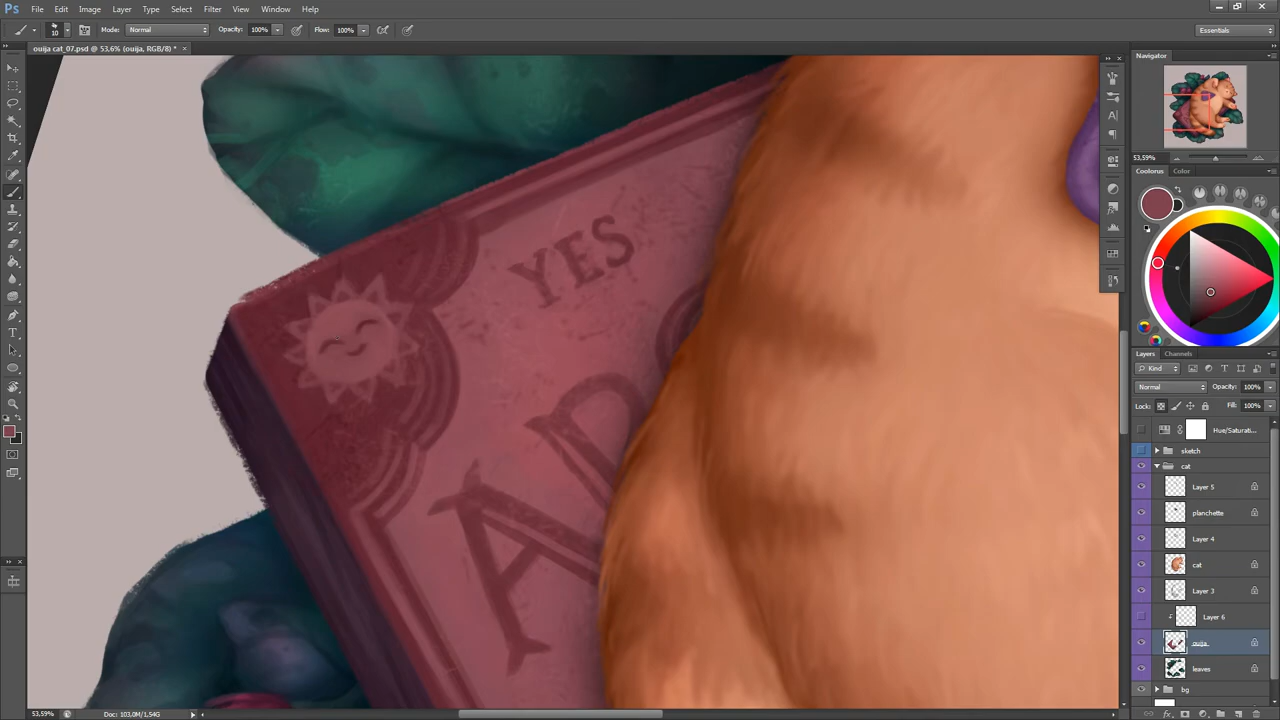 Ps File Edit Image Layer Type Select Filter View Window Help
10 Mode: Normal Opacity: 100% Flow: 100% Essentials
ouija cat_07.psd @ 53,6% (ouija, RGB/8) * ×
Navigator
53,59%
Coolorus Color
YES
A
Layers Channels
Kind
Normal Opacity: 100%
Lock: Fill: 100%
Hue/Saturati...
sketch
cat
Layer 5
planchette
Layer 4
cat
Layer 3
Layer 6
ouija
leaves
bg
53,59% Doc: 103,0M/1,54G